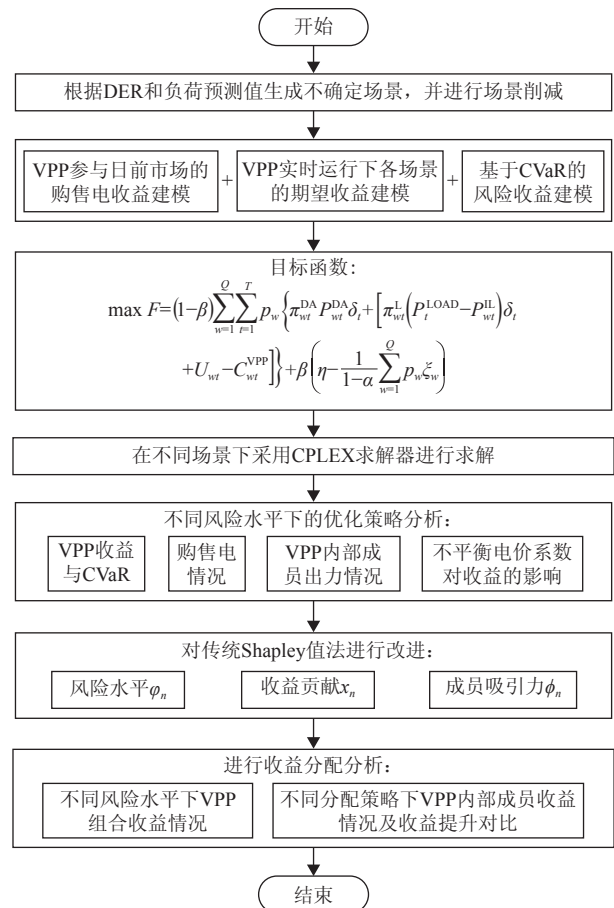 开始
根据DER和负荷预测值生成不确定场景，并进行场景削减
VPP参与日前市场的
购售电收益建模
+
VPP实时运行下各场景
的期望收益建模
+
基于CVaR的
风险收益建模
目标函数:
max F=(1−β)∑_{w=1}^{Q}∑_{t=1}^{T}p_w{π_{wt}^{DA}P_{wt}^{DA}δ_t+[π_{wt}^{L}(P_t^{LOAD}−P_{wt}^{IL})δ_t
+U_{wt}−C_{wt}^{VPP}]}+β(η−\frac{1}{1−α}∑_{w=1}^{Q}p_wξ_w)
在不同场景下采用CPLEX求解器进行求解
不同风险水平下的优化策略分析:
VPP收益
与CVaR
购售电
情况
VPP内部成
员出力情况
不平衡电价系数
对收益的影响
对传统Shapley值法进行改进:
风险水平φ_n
收益贡献x_n
成员吸引力ϕ_n
进行收益分配分析:
不同风险水平下VPP
组合收益情况
不同分配策略下VPP内部成员收益
情况及收益提升对比
结束